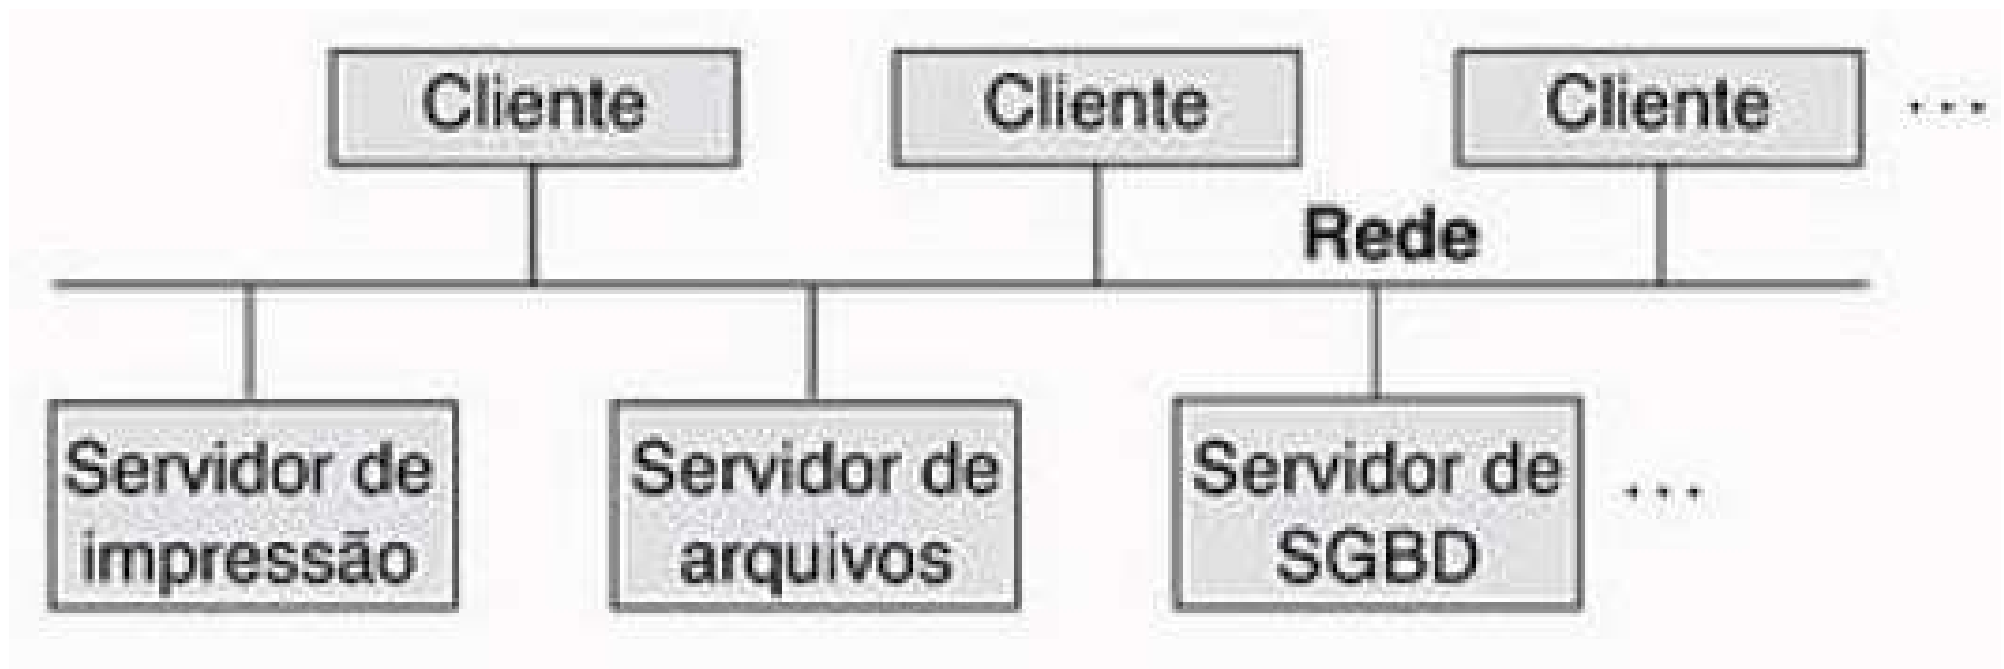 Cliente
Cliente
Cliente
...
Rede
Servidor de
impressão
Servidor de
arquivos
Servidor de
SGBD
...